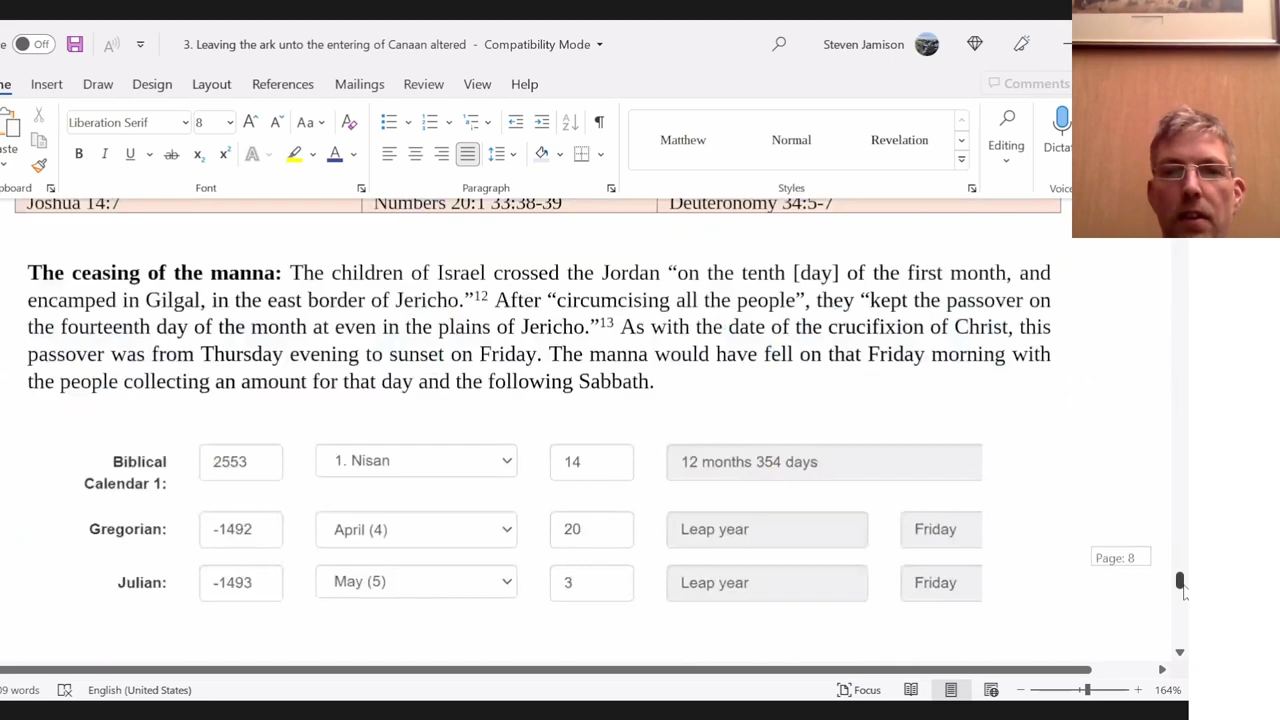 Off
3. Leaving the ark unto the entering of Canaan altered - Compatibility Mode
Steven Jamison
Insert Draw Design Layout References Mailings Review View Help
Comments
Liberation Serif 8 Aa
Matthew Normal Revelation
Editing
B I U ab x₂ x² A A
Font Paragraph Styles
Joshua 14:7 Numbers 20:1 33:38-39 Deuteronomy 34:5-7
The ceasing of the manna: The children of Israel crossed the Jordan “on the tenth [day] of the first month, and
encamped in Gilgal, in the east border of Jericho.”12 After “circumcising all the people”, they “kept the passover on
the fourteenth day of the month at even in the plains of Jericho.”13 As with the date of the crucifixion of Christ, this
passover was from Thursday evening to sunset on Friday. The manna would have fell on that Friday morning with
the people collecting an amount for that day and the following Sabbath.
Biblical
Calendar 1: 2553 1. Nisan 14 12 months 354 days
Gregorian: -1492 April (4) 20 Leap year Friday
Page: 8
Julian: -1493 May (5) 3 Leap year Friday
09 words English (United States) Focus 164%